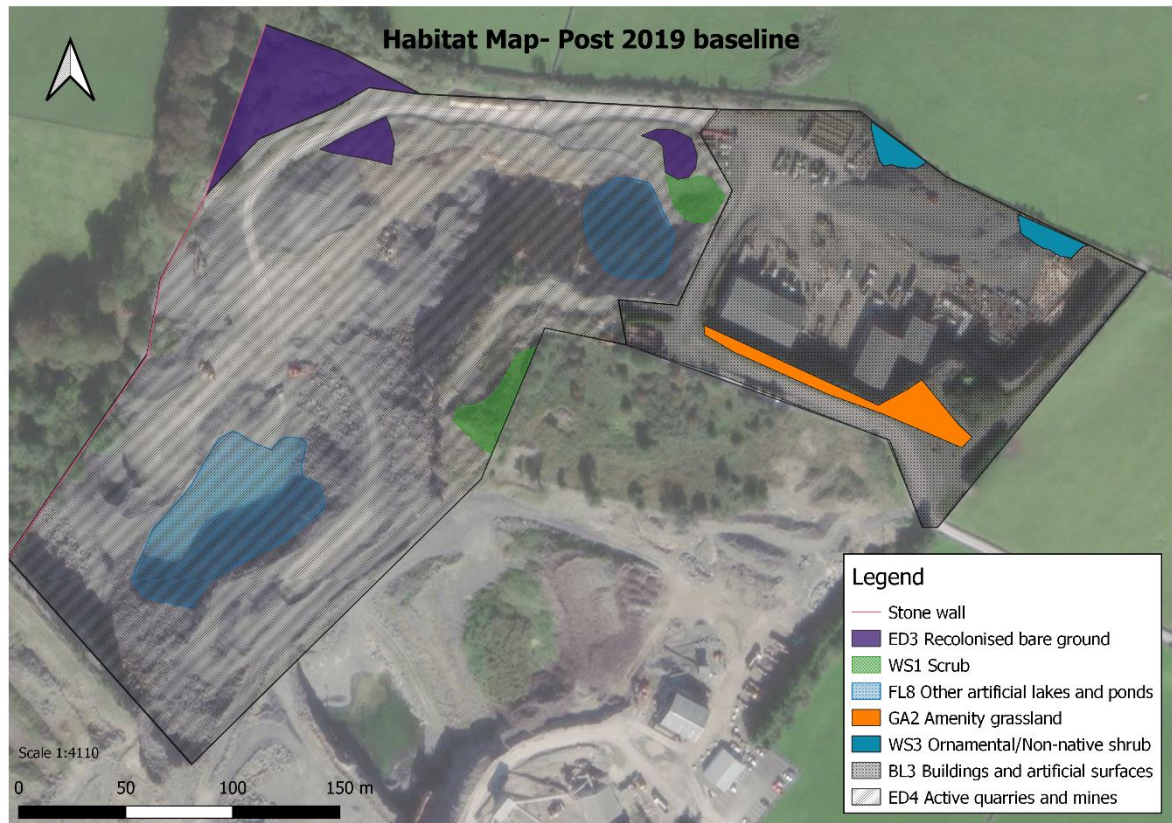 Habitat Map- Post 2019 baseline
Legend
Stone wall
ED3 Recolonised bare ground
WS1 Scrub
FL8 Other artificial lakes and ponds
GA2 Amenity grassland
WS3 Ornamental/Non-native shrub
BL3 Buildings and artificial surfaces
ED4 Active quarries and mines
Scale 1:4110
0 50 100 150 m